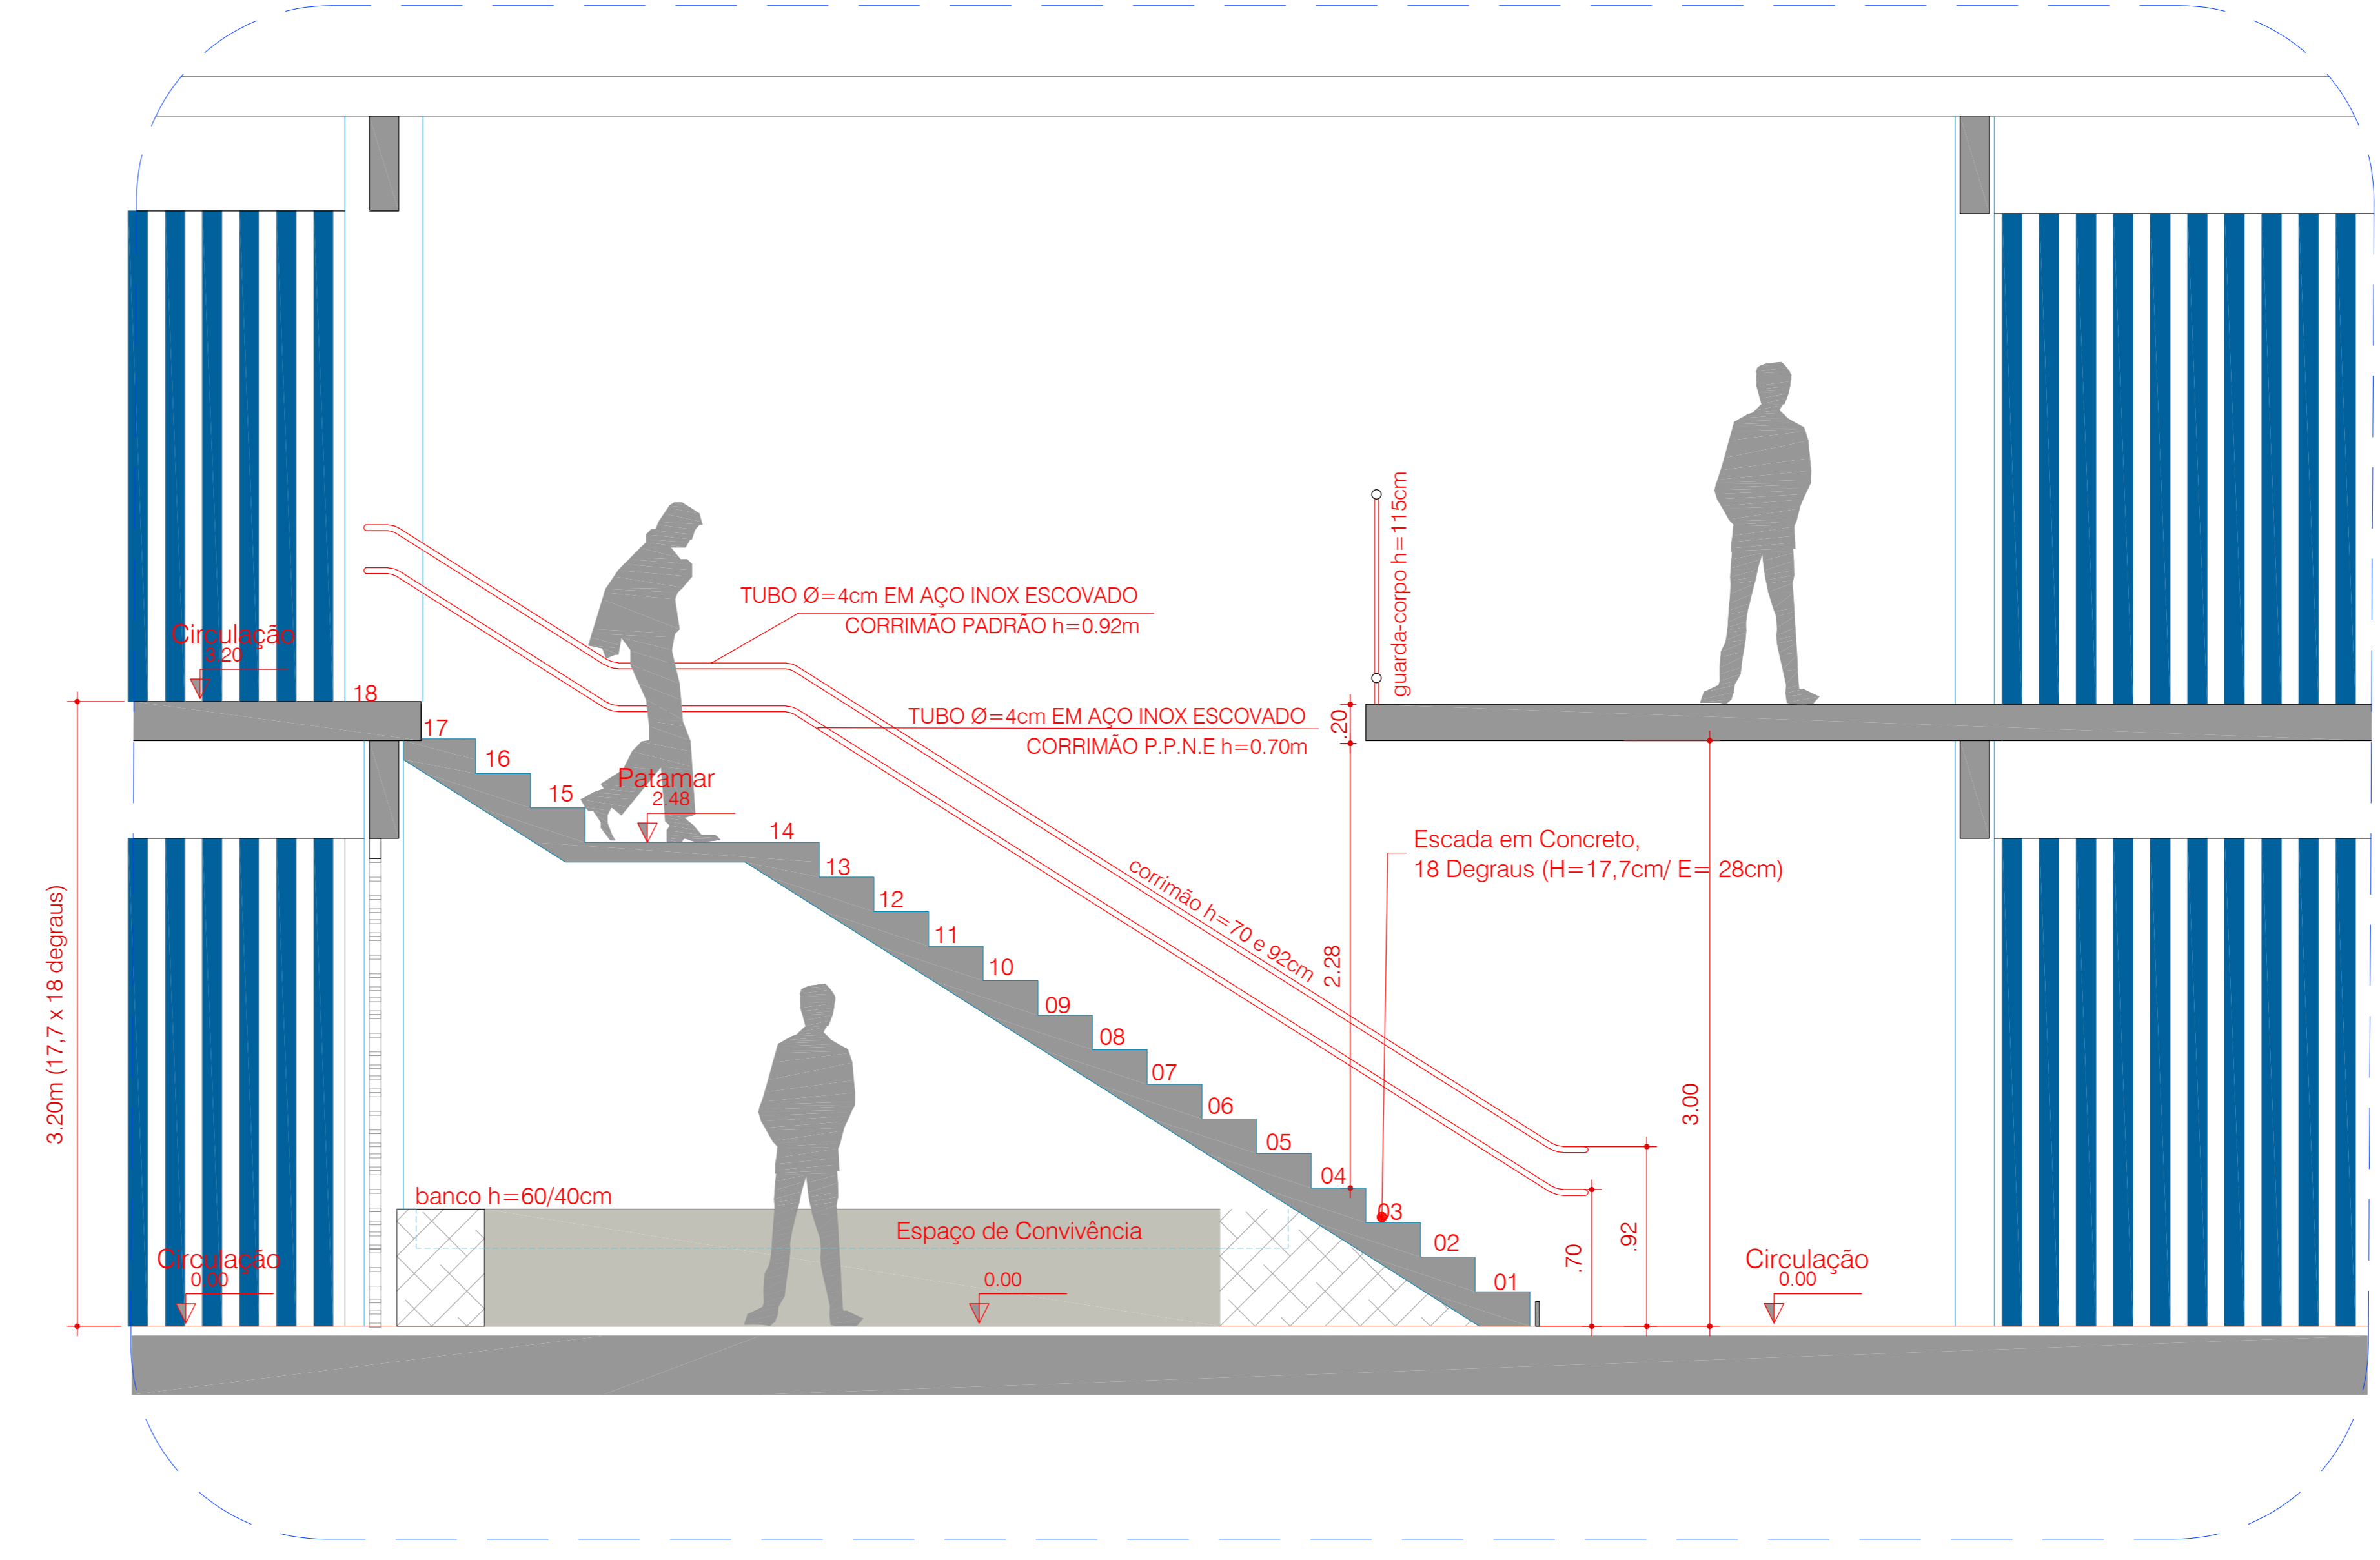 guarda-corpo h=115cm
TUBO Ø=4cm EM AÇO INOX ESCOVADO
CORRIMÃO PADRÃO h=0.92m
Circulação
3.20
18
17
TUBO Ø=4cm EM AÇO INOX ESCOVADO
CORRIMÃO P.P.N.E h=0.70m
.20
16
15
Patamar
2.48
14
13
12
11
10
09
08
07
06
05
04
03
02
01
Escada em Concreto,
18 Degraus (H=17,7cm/ E= 28cm)
corrimão h=70 e 92cm
2.28
3.00
3.20m (17,7 x 18 degraus)
banco h=60/40cm
Espaço de Convivência
0.00
Circulação
0.00
.70
.92
Circulação
0.00